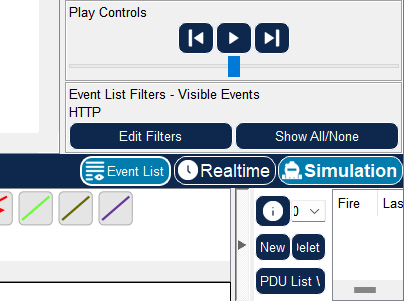 Play Controls
Event List Filters - Visible Events
HTTP
Edit Filters Show All/None
Event List Realtime Simulation
0 Fire Las
New
PDU List